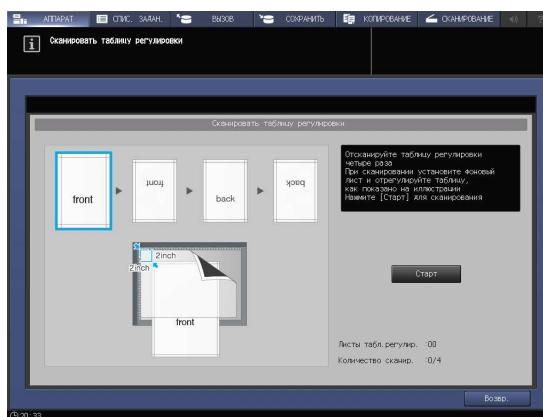 АППАРАТ СПИС. ЗАДАН. ВЫЗОВ СОХРАНИТЬ КОПИРОВАНИЕ СКАНИРОВАНИЕ ?
Сканировать таблицу регулировки
Сканировать таблицу регулировки
front front back back
Отсканируйте таблицу регулировки
четыре раза
При сканировании установите фоновый
лист и отрегулируйте таблицу,
как показано на иллюстрации
Нажмите [Старт] для сканирования
2inch
2inch
front
Старт
Листы табл.регулир. :00
Количество сканир. :0/4
Возвр.
20:33